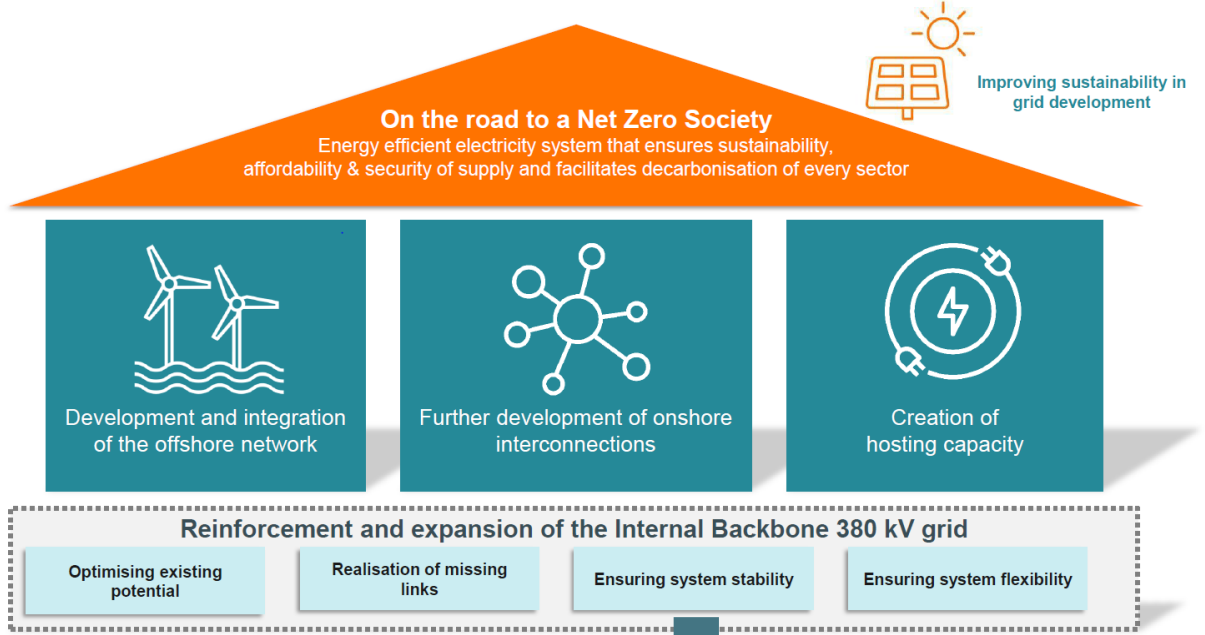 Improving sustainability in
grid development
On the road to a Net Zero Society
Energy efficient electricity system that ensures sustainability,
affordability & security of supply and facilitates decarbonisation of every sector
Development and integration
of the offshore network
Further development of onshore
interconnections
Creation of
hosting capacity
Reinforcement and expansion of the Internal Backbone 380 kV grid
Optimising existing
potential
Realisation of missing
links
Ensuring system stability
Ensuring system flexibility